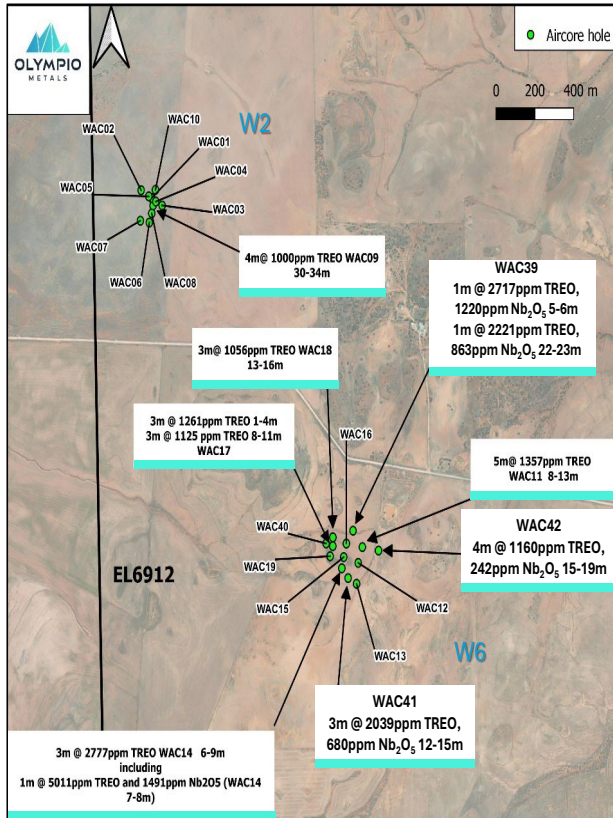 OLYMPIO
METALS
Aircore hole
0 200 400 m
W2
WAC02
WAC10
WAC01
WAC04
WAC05
WAC03
WAC07
WAC06
WAC08
4m@ 1000ppm TREO WAC09
30-34m
WAC39
1m @ 2717ppm TREO,
1220ppm Nb₂O₅ 5-6m
1m @ 2221ppm TREO,
863ppm Nb₂O₅ 22-23m
3m@ 1056ppm TREO WAC18
13-16m
3m @ 1261ppm TREO 1-4m
3m @ 1125 ppm TREO 8-11m
WAC17
WAC16
5m@ 1357ppm TREO
WAC11 8-13m
WAC42
4m @ 1160ppm TREO,
242ppm Nb₂O₅ 15-19m
WAC40
WAC19
EL6912
WAC15
WAC12
WAC13
W6
WAC41
3m @ 2039ppm TREO,
680ppm Nb₂O₅ 12-15m
3m @ 2777ppm TREO WAC14 6-9m
including
1m @ 5011ppm TREO and 1491ppm Nb2O5 (WAC14
7-8m)